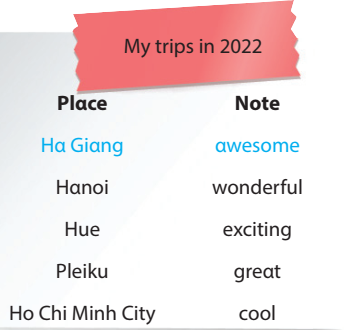 My trips in 2022
Place Note
Ha Giang awesome
Hanoi wonderful
Hue exciting
Pleiku great
Ho Chi Minh City cool